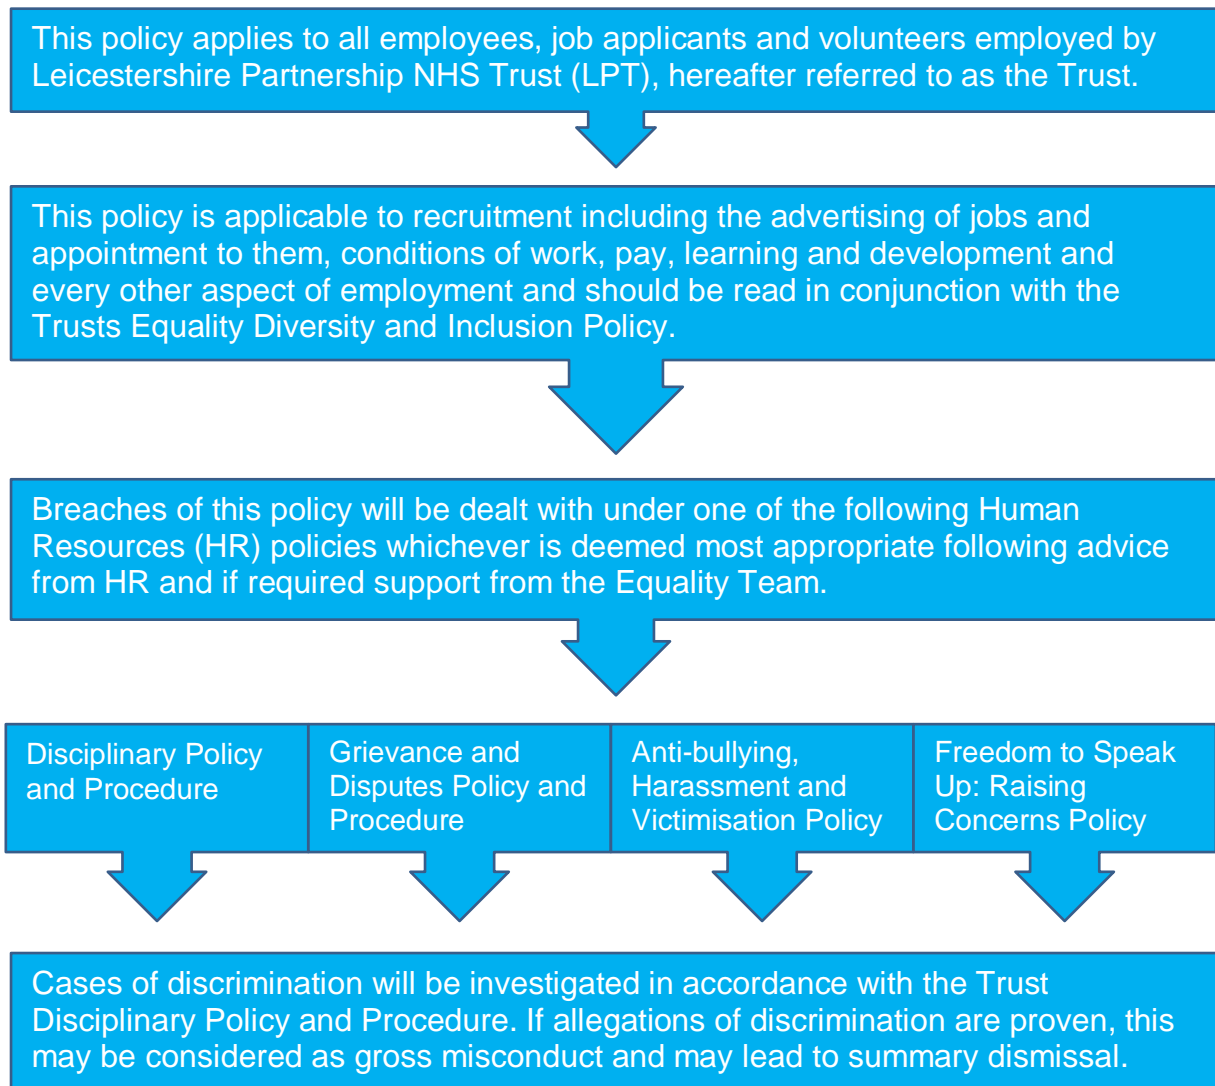 This policy applies to all employees, job applicants and volunteers employed by
Leicestershire Partnership NHS Trust (LPT), hereafter referred to as the Trust.
This policy is applicable to recruitment including the advertising of jobs and
appointment to them, conditions of work, pay, learning and development and
every other aspect of employment and should be read in conjunction with the
Trusts Equality Diversity and Inclusion Policy.
Breaches of this policy will be dealt with under one of the following Human
Resources (HR) policies whichever is deemed most appropriate following advice
from HR and if required support from the Equality Team.
Disciplinary Policy
and Procedure
Grievance and
Disputes Policy and
Procedure
Anti-bullying,
Harassment and
Victimisation Policy
Freedom to Speak
Up: Raising
Concerns Policy
Cases of discrimination will be investigated in accordance with the Trust
Disciplinary Policy and Procedure. If allegations of discrimination are proven, this
may be considered as gross misconduct and may lead to summary dismissal.